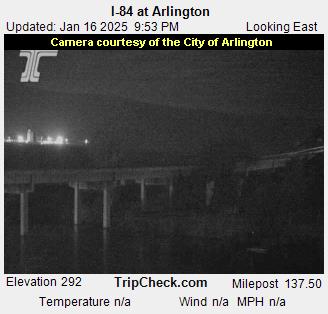 I-84 at Arlington
Updated: Jan 16 2025 9:53 PM Looking East
Camera courtesy of the City of Arlington
Elevation 292 TripCheck.com Milepost 137.50
Temperature n/a Wind n/a MPH n/a